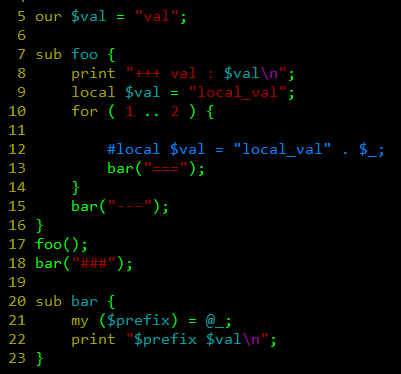 5 our $val = "val";
6
7 sub foo {
8     print "+++ val : $val\n";
9     local $val = "local_val";
10     for ( 1 .. 2 ) {
11
12         #local $val = "local_val" . $_;
13         bar("===");
14     }
15     bar("---");
16 }
17 foo();
18 bar("###");
19
20 sub bar {
21     my ($prefix) = @_;
22     print "$prefix $val\n";
23 }